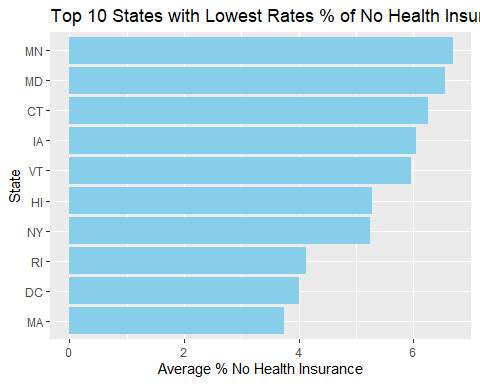 Top 10 States with Lowest Rates % of No Health Insu
MN
MD
CT
IA
VT
HI
NY
RI
DC
MA
State
0
2
4
6
Average % No Health Insurance